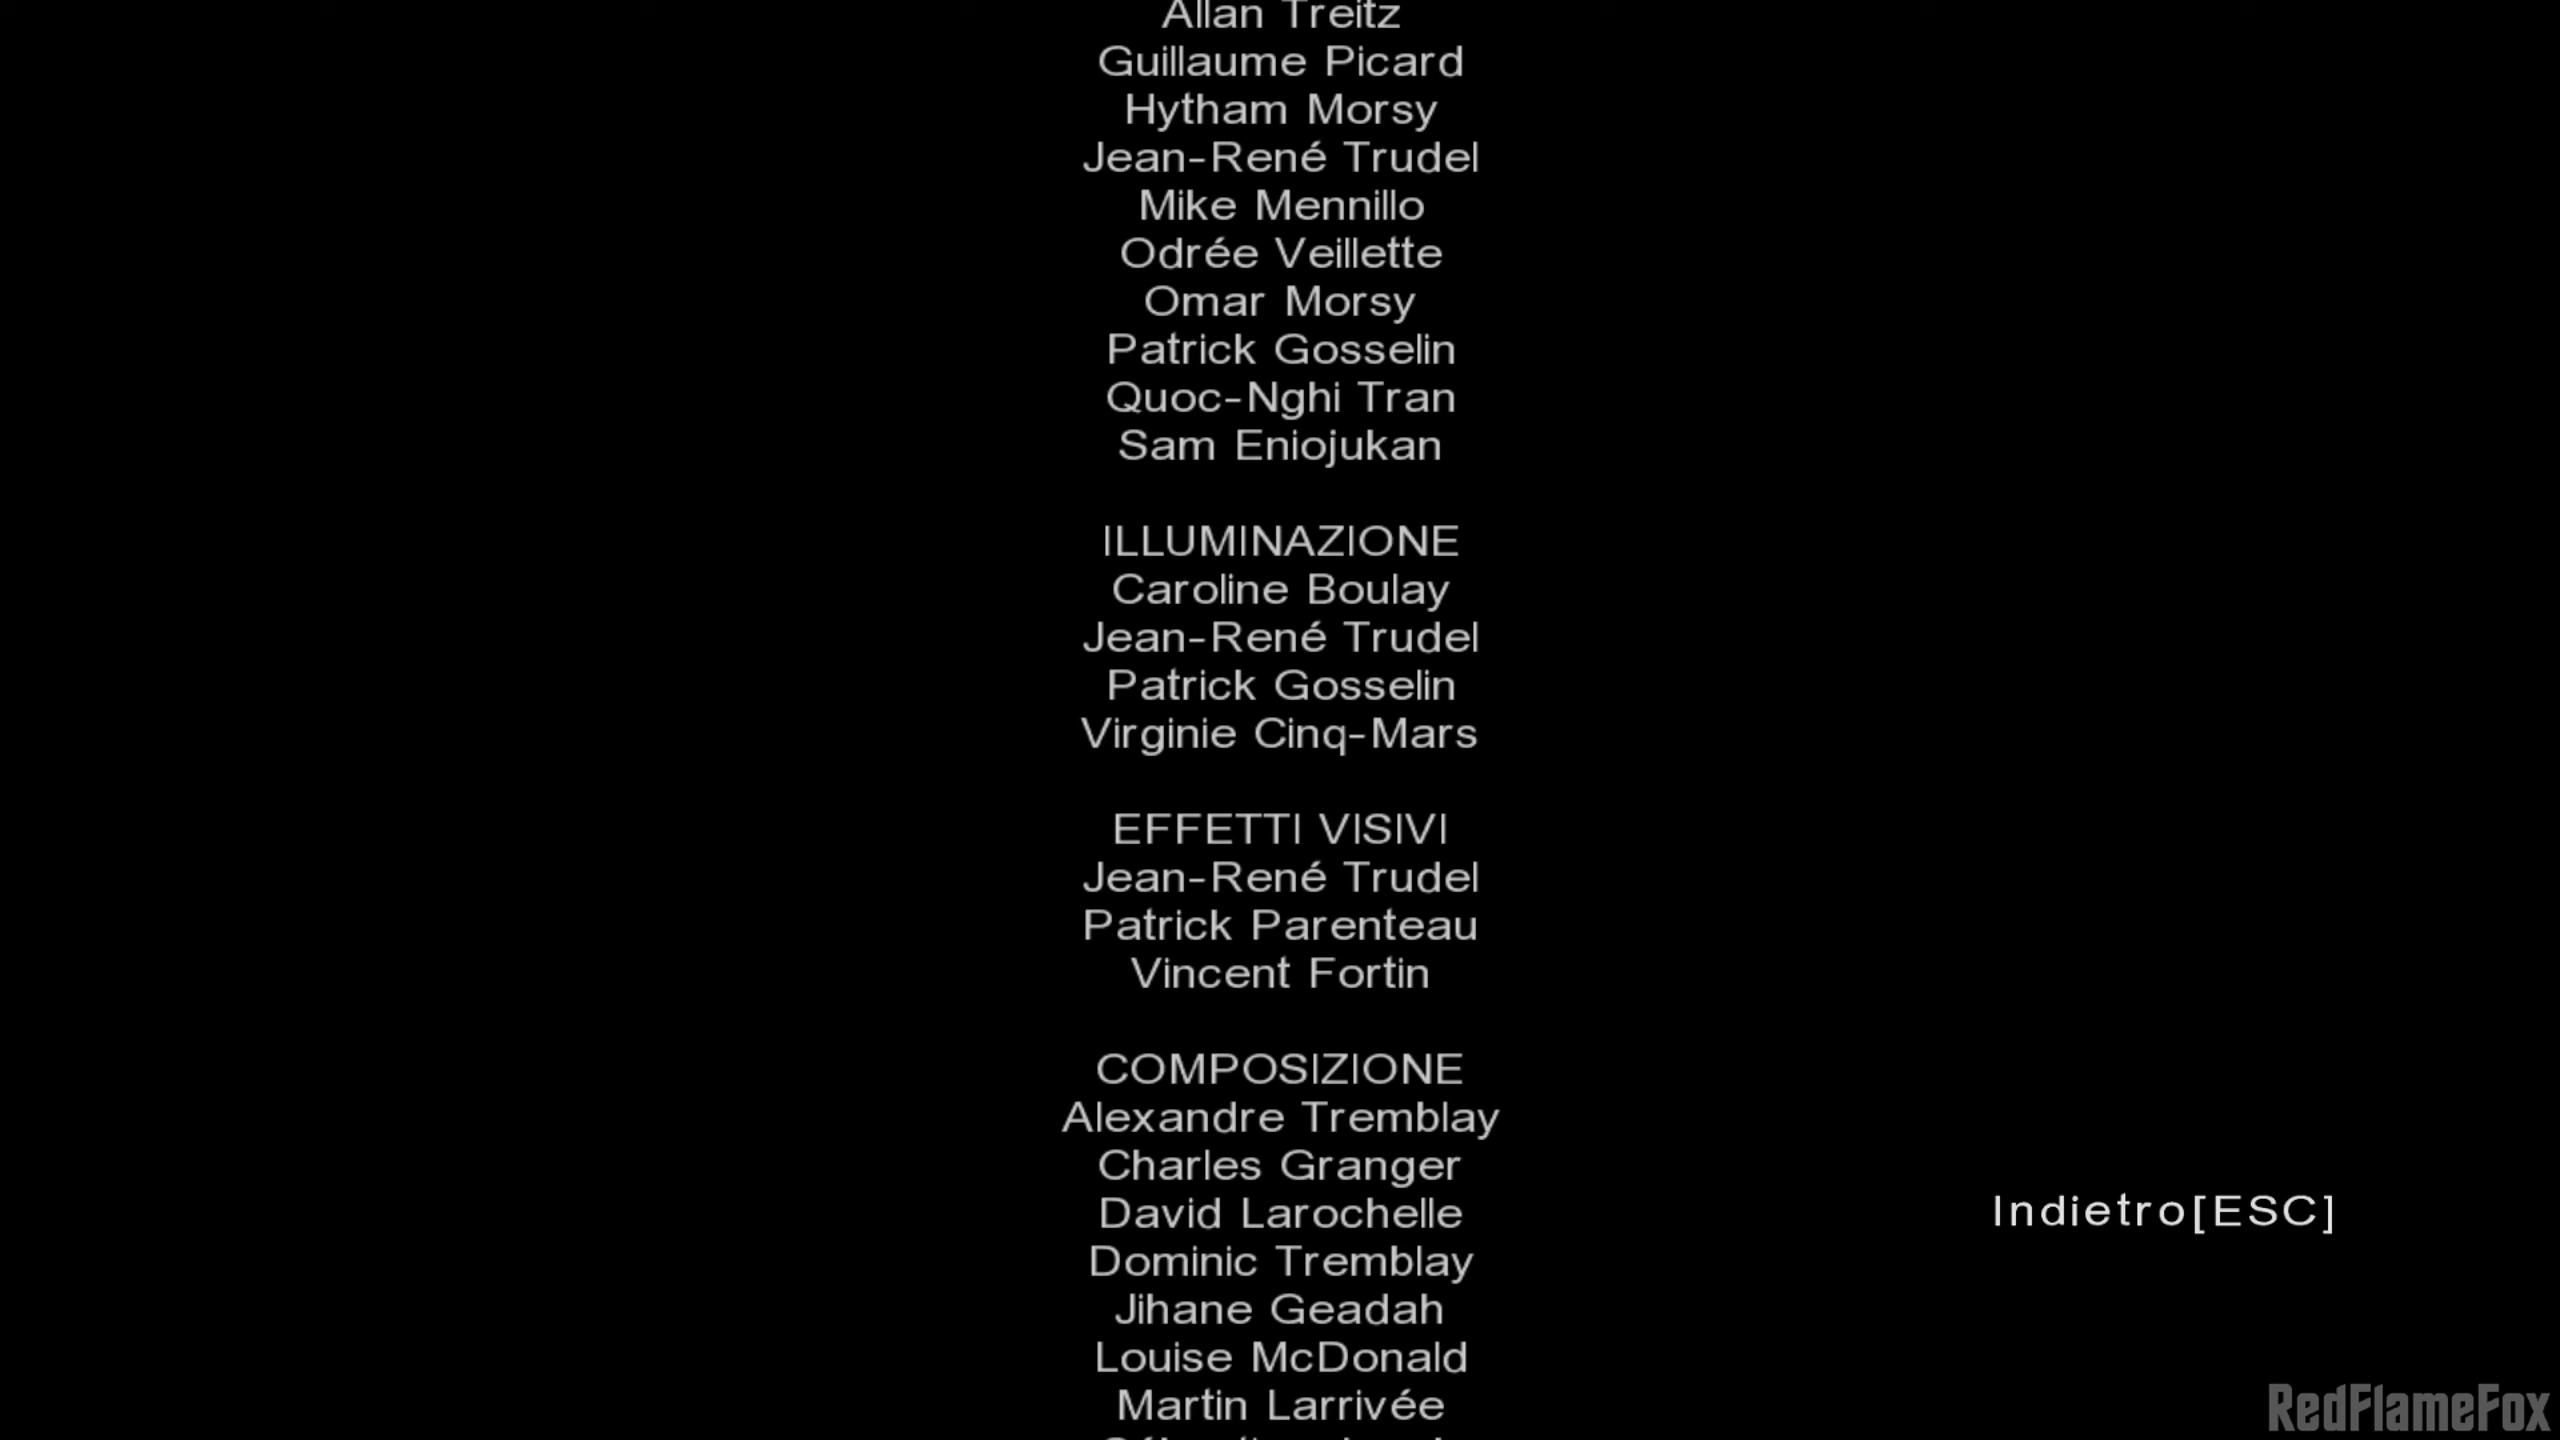 Allan Treitz
Guillaume Picard
Hytham Morsy
Jean-René Trudel
Mike Mennillo
Odrée Veillette
Omar Morsy
Patrick Gosselin
Quoc-Nghi Tran
Sam Eniojukan
ILLUMINAZIONE
Caroline Boulay
Jean-René Trudel
Patrick Gosselin
Virginie Cinq-Mars
EFFETTI VISIVI
Jean-René Trudel
Patrick Parenteau
Vincent Fortin
COMPOSIZIONE
Alexandre Tremblay
Charles Granger
David Larochelle
Indietro[ESC]
Dominic Tremblay
Jihane Geadah
Louise McDonald
Martin Larrivée
RedFlameFox